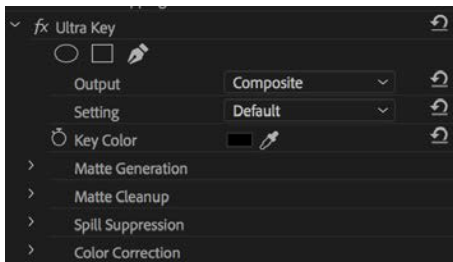 fx Ultra Key
Output Composite
Setting Default
Key Color
Matte Generation
Matte Cleanup
Spill Suppression
Color Correction